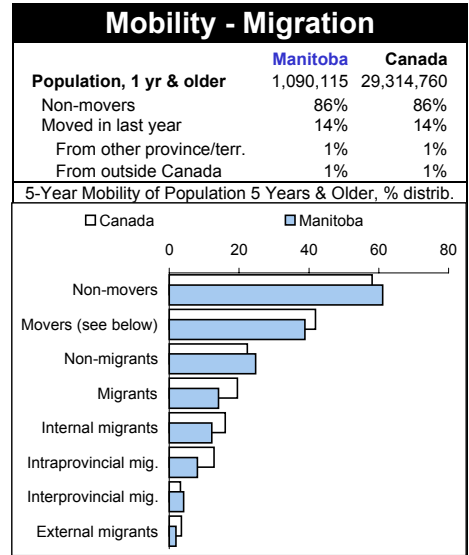 Mobility - Migration
Manitoba Canada
Population, 1 yr & older 1,090,115 29,314,760
Non-movers 86% 86%
Moved in last year 14% 14%
From other province/terr. 1% 1%
From outside Canada 1% 1%
5-Year Mobility of Population 5 Years & Older, % distrib.
Canada Manitoba
0 20 40 60 80
Non-movers
Movers (see below)
Non-migrants
Migrants
Internal migrants
Intraprovincial mig.
Interprovincial mig.
External migrants